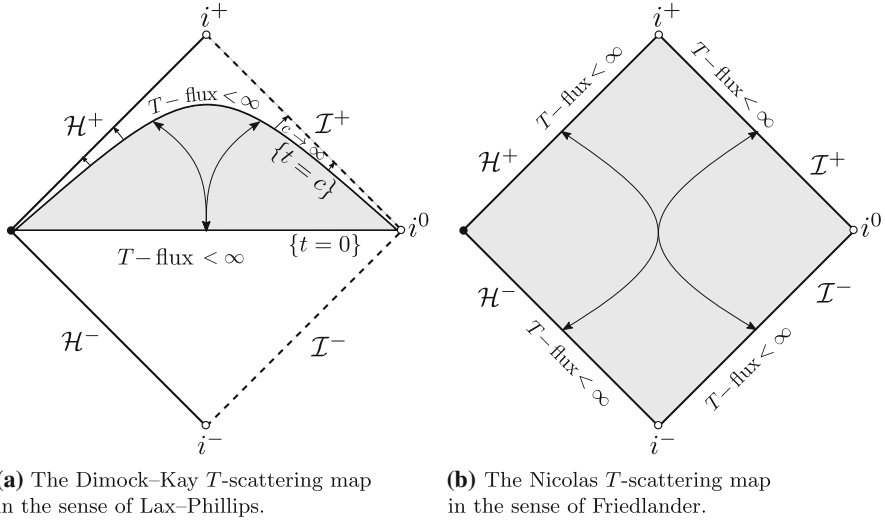 i⁺
T−flux < ∞
ℋ⁺
c → ∞
ℐ⁺
{t = c}
i⁰
{t = 0}
T−flux < ∞
ℋ⁻
ℐ⁻
i⁻
(a) The Dimock–Kay T-scattering map
in the sense of Lax–Phillips.
i⁺
T−flux < ∞
T−flux < ∞
ℋ⁺
ℐ⁺
i⁰
ℋ⁻
ℐ⁻
T−flux < ∞
T−flux < ∞
i⁻
(b) The Nicolas T-scattering map
in the sense of Friedlander.